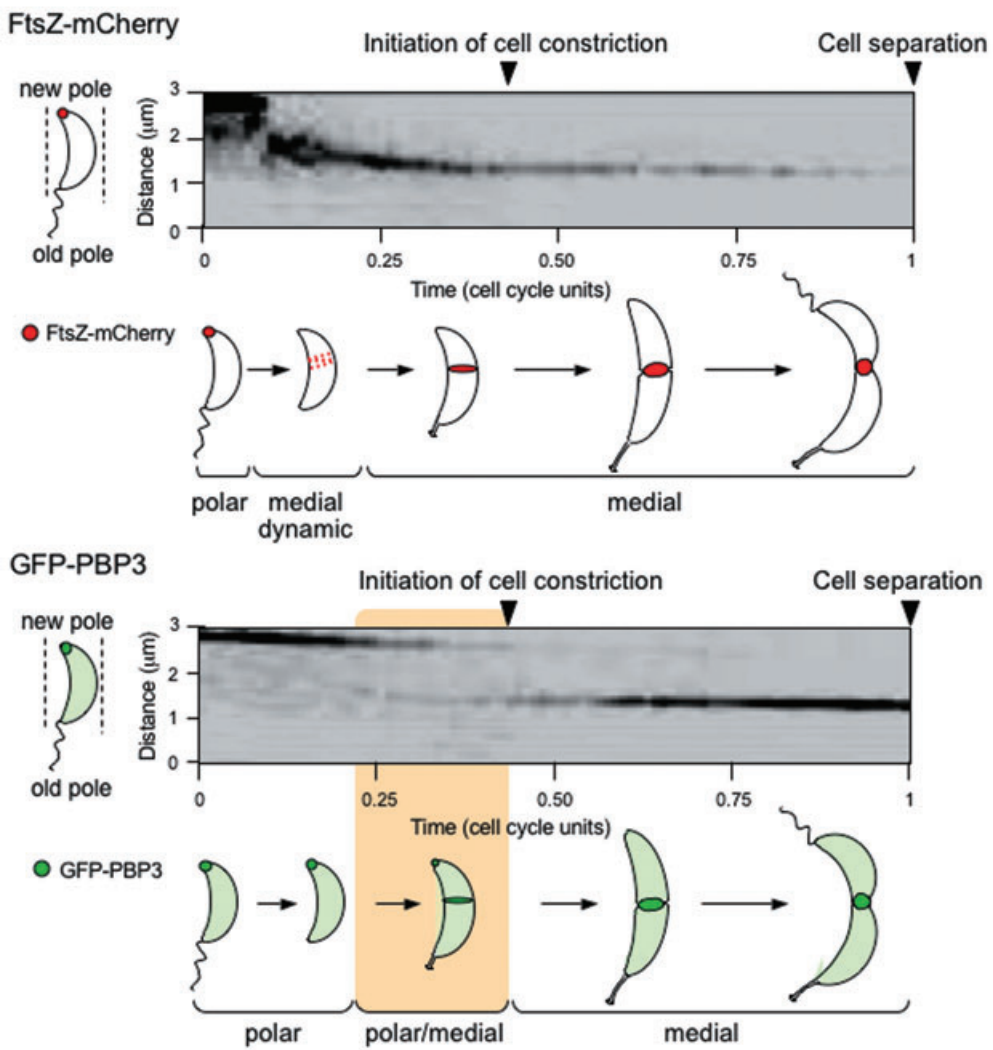 FtsZ-mCherry
Initiation of cell constriction
Cell separation
new pole
old pole
Distance (μm)
3
2
1
0
0
0.25
0.50
0.75
1
Time (cell cycle units)
FtsZ-mCherry
polar
medial
dynamic
medial
GFP-PBP3
Initiation of cell constriction
Cell separation
new pole
old pole
Distance (μm)
3
2
1
0
0
0.25
0.50
0.75
1
Time (cell cycle units)
GFP-PBP3
polar
polar/medial
medial